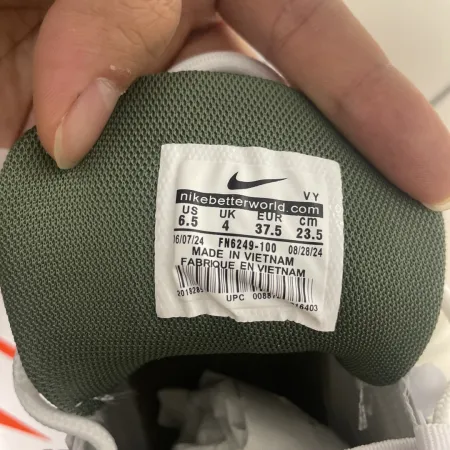 VY
nikebetterworld.com
US UK EUR cm
6.5 4 37.5 23.5
06/07/24 FN6249-100 08/28/24
MADE IN VIETNAM
FABRIQUE EN VIETNAM
UPC